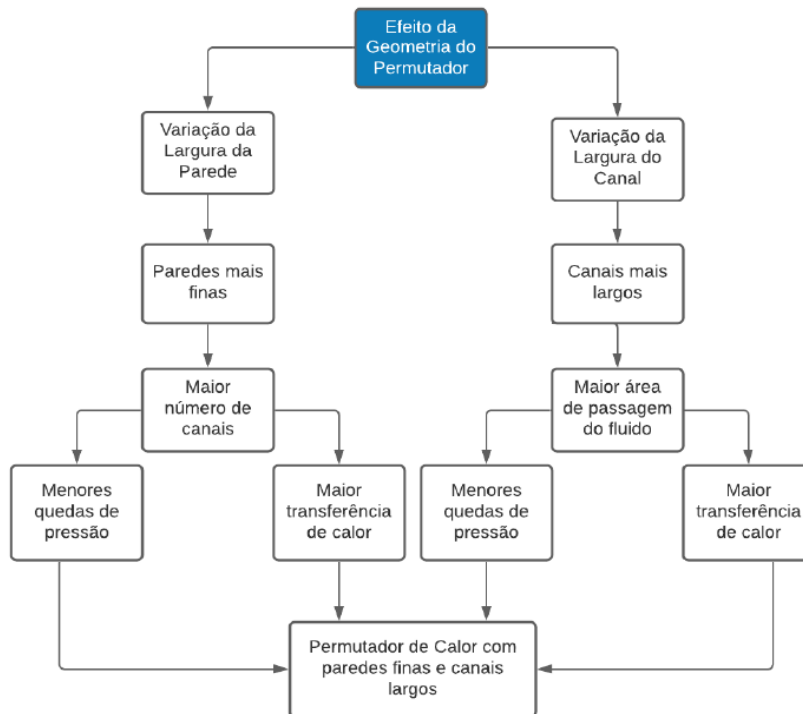 Efeito da
Geometria do
Permutador
Variação da
Largura da
Parede
Variação da
Largura do
Canal
Paredes mais
finas
Canais mais
largos
Maior
número de
canais
Maior área
de passagem
do fluido
Menores
quedas de
pressão
Maior
transferência
de calor
Menores
quedas de
pressão
Maior
transferência
de calor
Permutador de Calor com
paredes finas e canais
largos